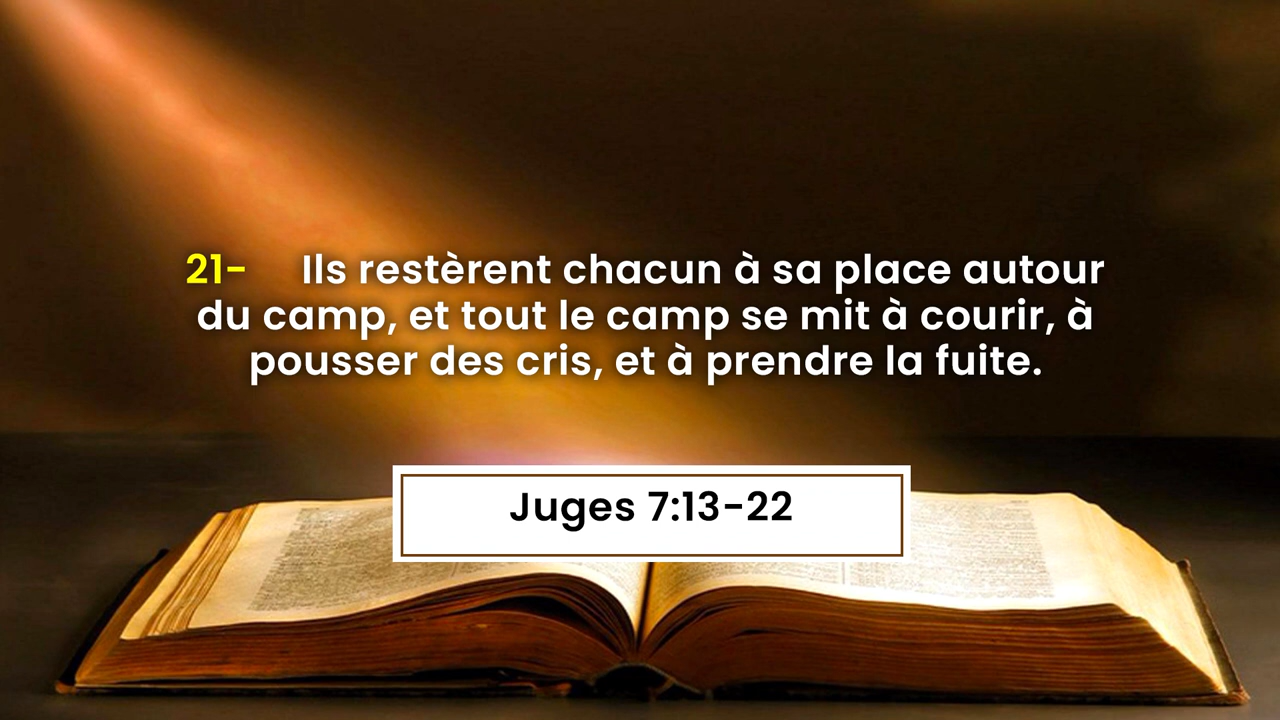 21- Ils restèrent chacun à sa place autour
du camp, et tout le camp se mit à courir, à
pousser des cris, et à prendre la fuite.
Juges 7:13-22